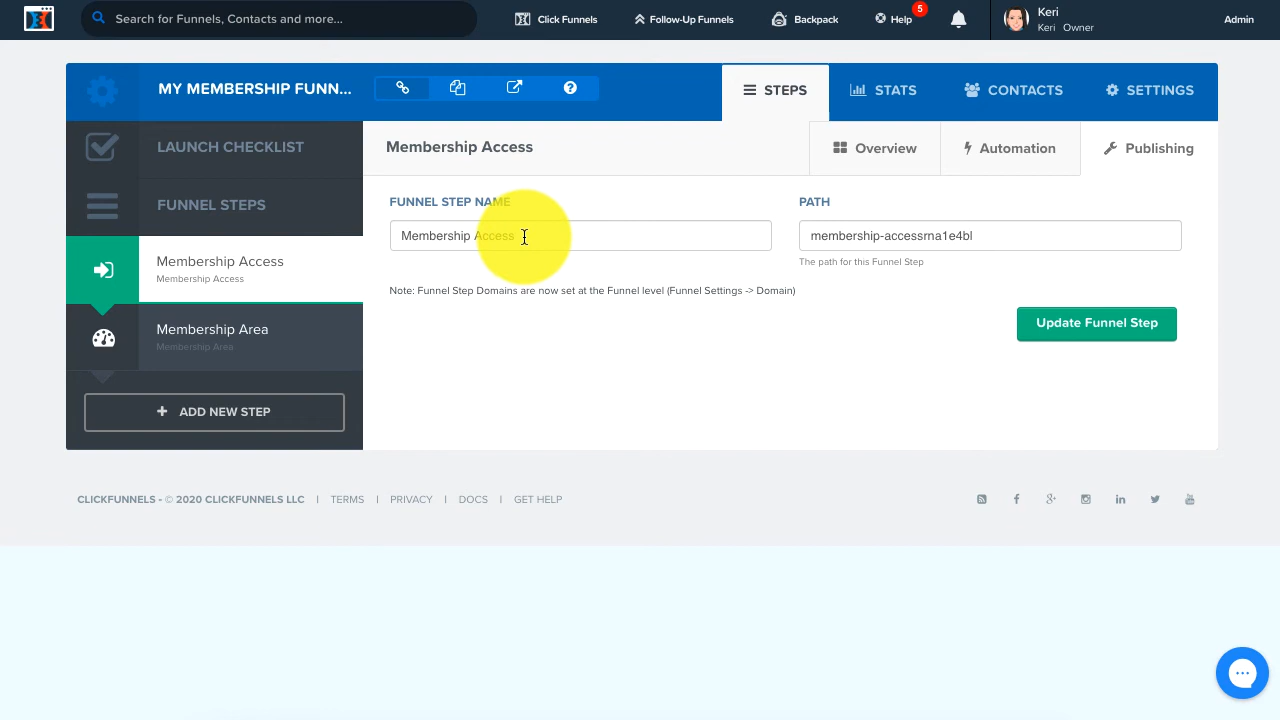 Search for Funnels, Contacts and more...
Click Funnels
Follow-Up Funnels
Backpack
Help
5
Keri
Keri Owner
Admin
MY MEMBERSHIP FUNN...
STEPS
STATS
CONTACTS
SETTINGS
LAUNCH CHECKLIST
FUNNEL STEPS
Membership Access
Membership Access
Membership Area
Membership Area
+ ADD NEW STEP
Membership Access
Overview
Automation
Publishing
FUNNEL STEP NAME
Membership Access
PATH
membership-accessrna1e4bl
The path for this Funnel Step
Note: Funnel Step Domains are now set at the Funnel level (Funnel Settings -> Domain)
Update Funnel Step
CLICKFUNNELS - © 2020 CLICKFUNNELS LLC | TERMS | PRIVACY | DOCS | GET HELP